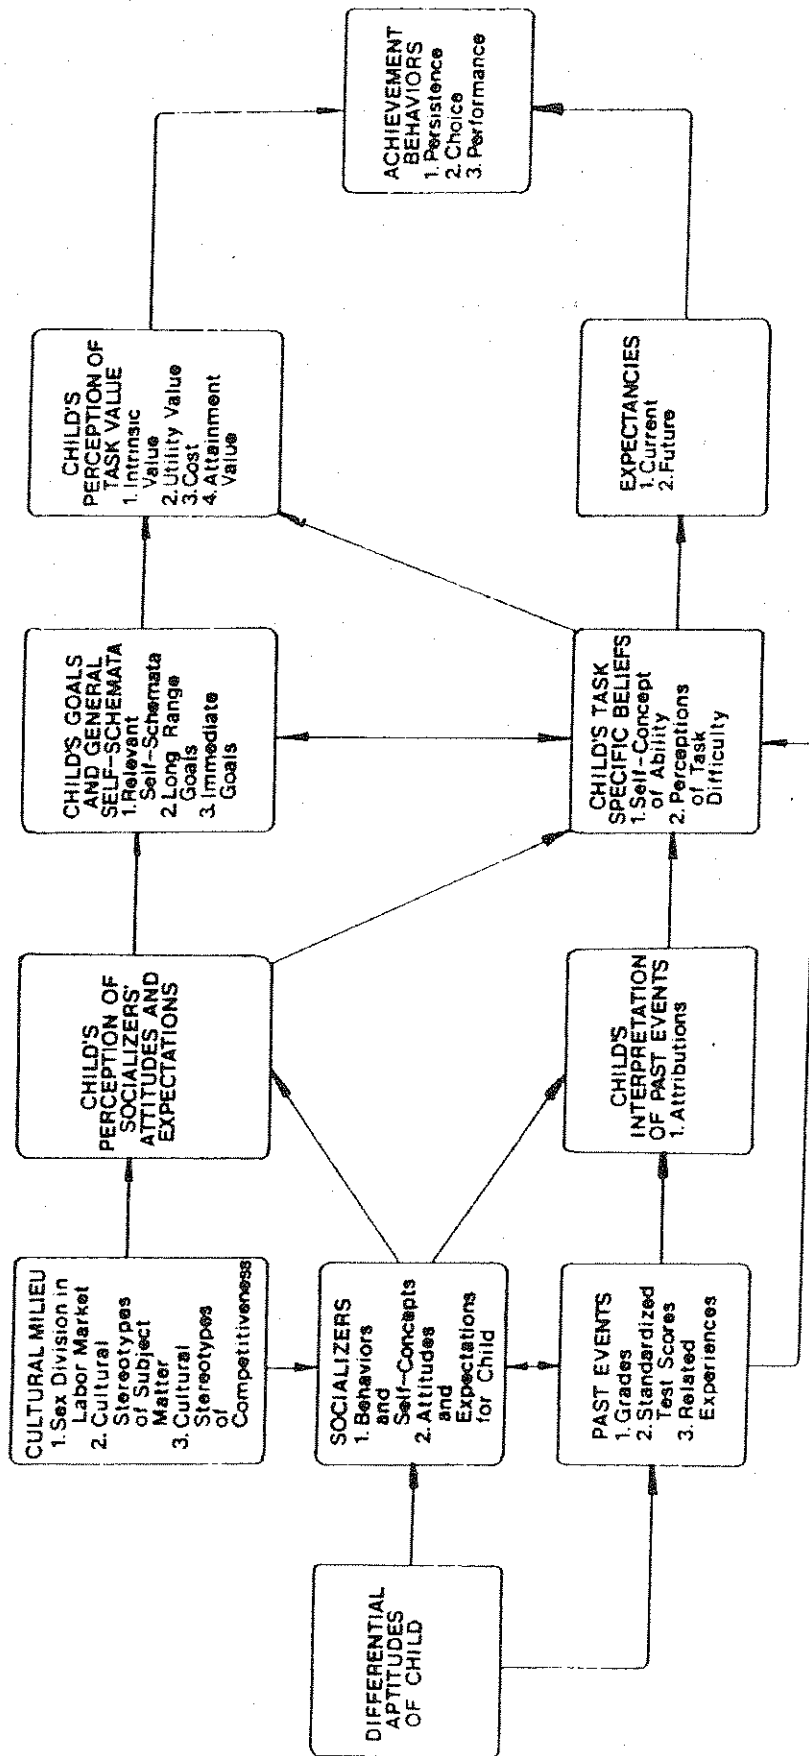 CULTURAL MILIEU
1. Sex Division in
Labor Market
2. Cultural
Stereotypes
of Subject
Matter
3. Cultural
Stereotypes
of
Competitiveness
CHILD'S
PERCEPTION OF
SOCIALIZERS'
ATTITUDES AND
EXPECTATIONS
CHILD'S GOALS
AND GENERAL
SELF-SCHEMATA
1. Relevant
Self-Schemata
2. Long Range
Goals
3. Immediate
Goals
CHILD'S
PERCEPTION OF
TASK VALUE
1. Intrinsic
Value
2. Utility Value
3. Cost
4. Attainment
Value
DIFFERENTIAL
APTITUDES
OF CHILD
SOCIALIZERS
1. Behaviors
and
Self-Concepts
2. Attitudes
and
Expectations
for Child
ACHIEVEMENT
BEHAVIORS
1. Persistence
2. Choice
3. Performance
PAST EVENTS
1. Grades
2. Standardized
Test Scores
3. Related
Experiences
CHILD'S
INTERPRETATION
OF PAST EVENTS
1. Attributions
CHILD'S TASK
SPECIFIC BELIEFS
1. Self-Concept
of Ability
2. Perceptions
of Task
Difficulty
EXPECTANCIES
1. Current
2. Future